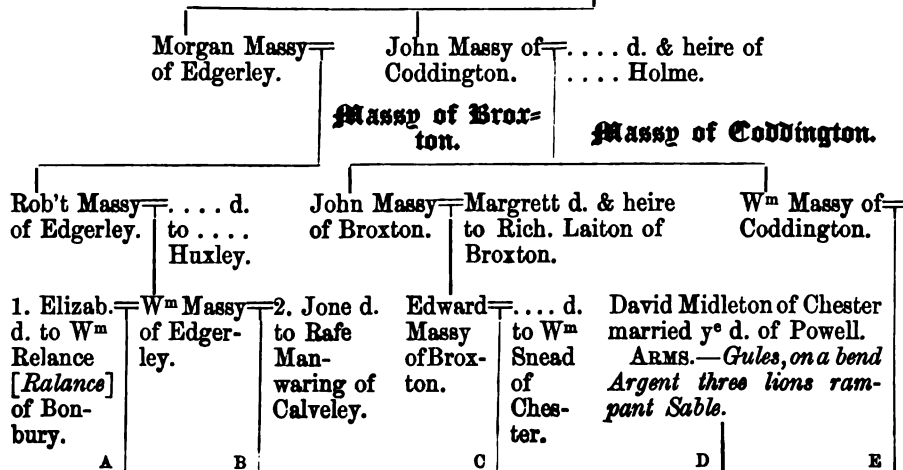 Morgan Massy
of Edgerley.
John Massy of
Coddington.
.... d. & heire of
.... Holme.
Massy of Brox=
ton.
Massy of Coddington.
Rob't Massy
of Edgerley.
.... d.
to ....
Huxley.
John Massy
of Broxton.
Margrett d. & heire
to Rich. Laiton of
Broxton.
Wᵐ Massy of
Coddington.
1. Elizab.
d. to Wᵐ
Relance
[Ralance]
of Bon-
bury.
Wᵐ Massy
of Edger-
ley.
2. Jone d.
to Rafe
Man-
waring of
Calveley.
Edward
Massy
of Brox-
ton.
.... d.
to Wᵐ
Snead
of
Ches-
ter.
David Midleton of Chester
married yᵉ d. of Powell.
ARMS.—Gules, on a bend
Argent three lions ram-
pant Sable.
A
B
C
D
E